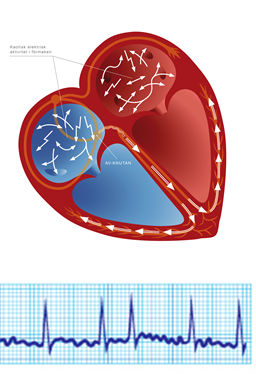 Kaotisk elektrisk
aktivitet i förmaken
AV-KNUTAN